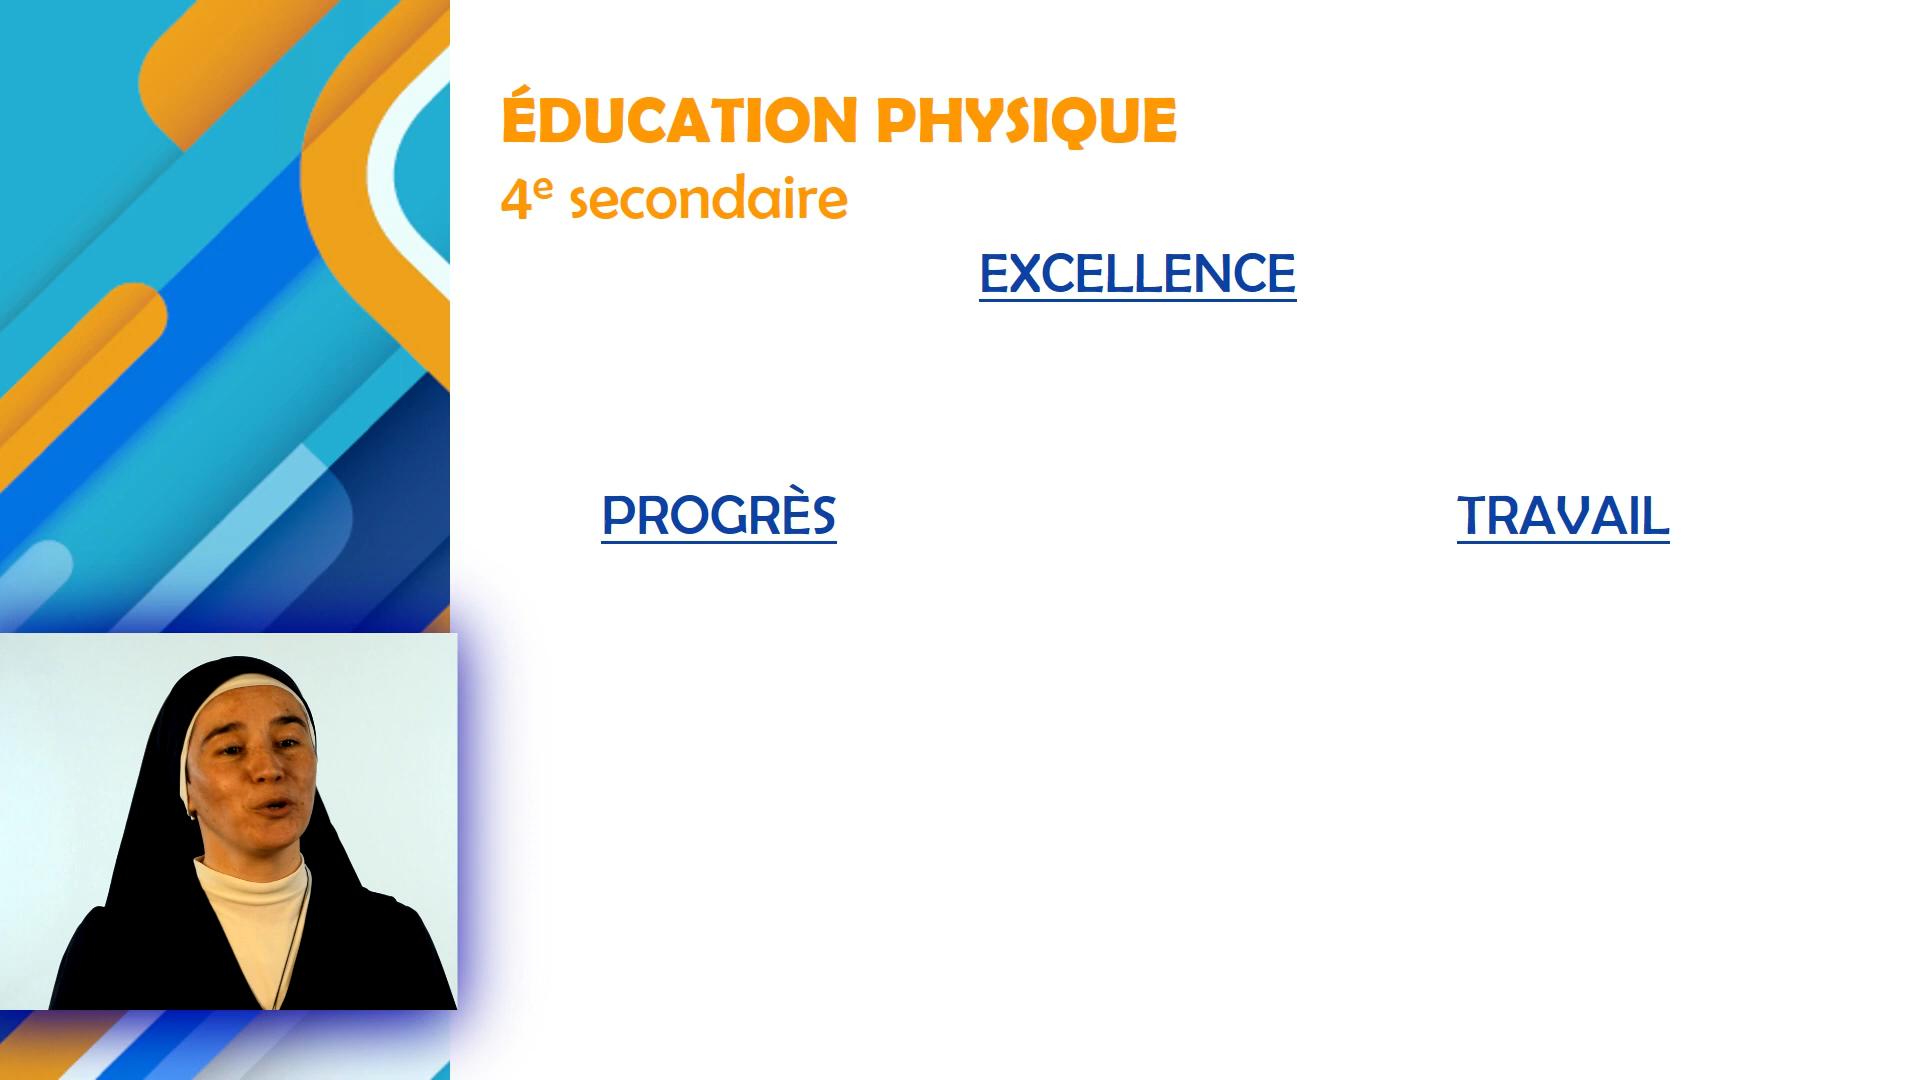 ÉDUCATION PHYSIQUE
4e secondaire
EXCELLENCE
PROGRÈS
TRAVAIL